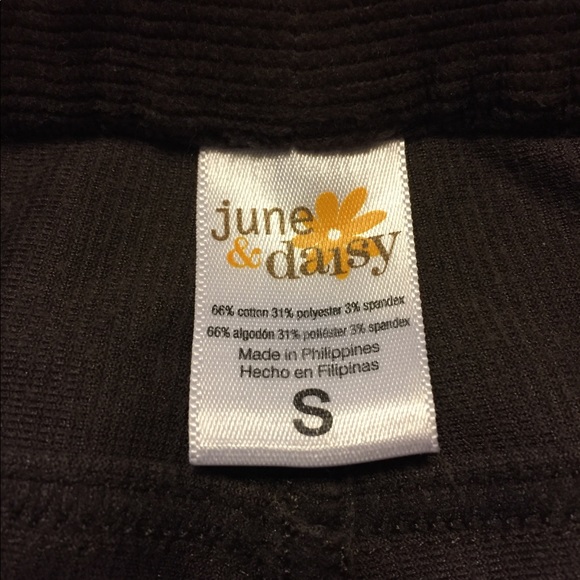 june
& daisy
66% cotton 31% polyester 3% spandex
66% algodón 31% poliéster 3% spandex
Made in Philippines
Hecho en Filipinas
S